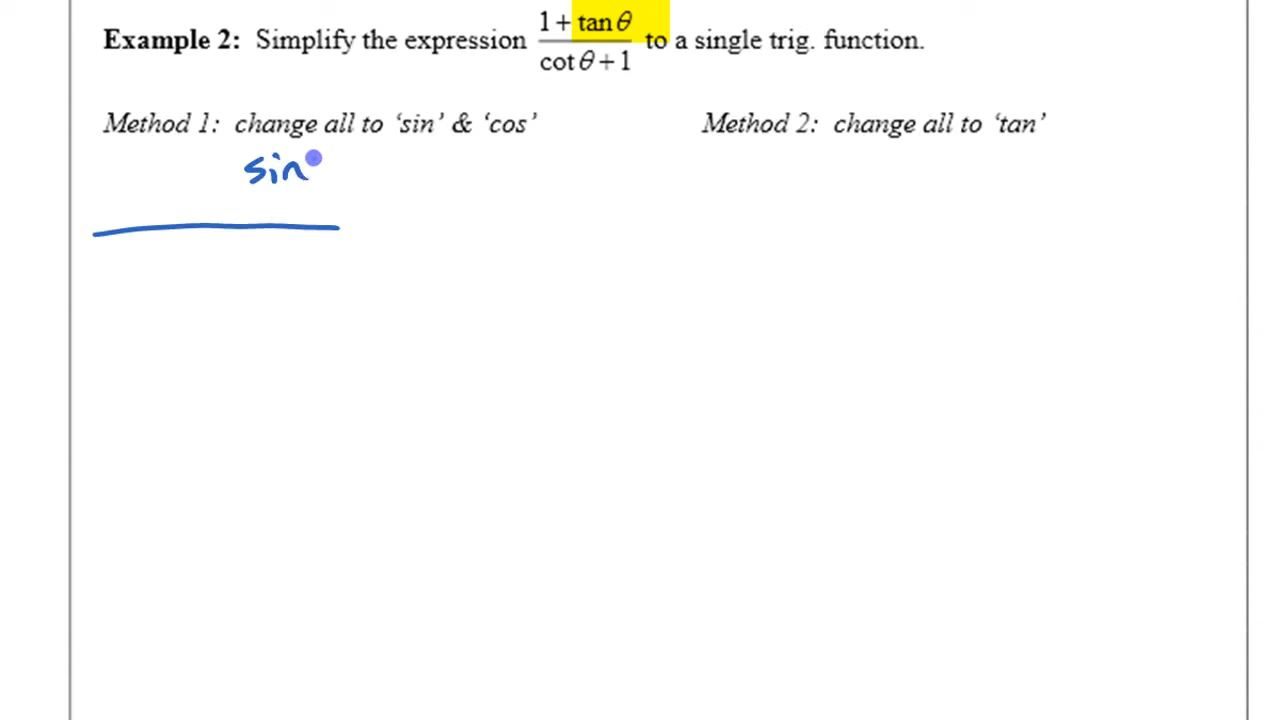 Example 2: Simplify the expression (1 + tan θ)/(cot θ + 1) to a single trig. function.
Method 1: change all to ‘sin’ & ‘cos’
Method 2: change all to ‘tan’
sin